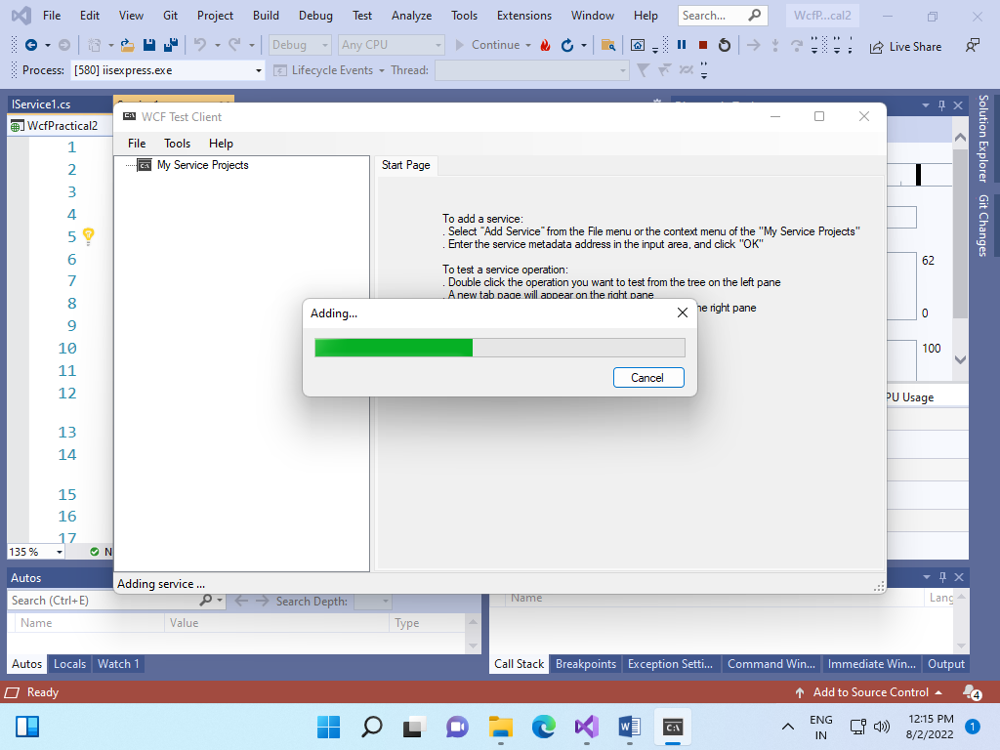 File Edit View Git Project Build Debug Test Analyze Tools Extensions Window Help Search... WcfP...cal2
Debug Any CPU Continue Live Share
Process: [580] iisexpress.exe Lifecycle Events Thread:
IService1.cs
WcfPractical2
1
2
3
4
5
6
7
8
9
10
11
12
13
14
15
16
17
135 %
WCF Test Client
File Tools Help
My Service Projects
Start Page
To add a service:
. Select "Add Service" from the File menu or the context menu of the "My Service Projects"
. Enter the service metadata address in the input area, and click "OK"
To test a service operation:
. Double click the operation you want to test from the tree on the left pane
. A new tab page will appear on the right pane
he right pane
Adding...
Cancel
Adding service ...
Solution Explorer
Git Changes
62
0
100
PU Usage
Autos
Search (Ctrl+E) Search Depth:
Name Value Type
Name Lang
Autos Locals Watch 1
Call Stack Breakpoints Exception Setti... Command Win... Immediate Win... Output
Ready Add to Source Control 4
ENG
IN
12:15 PM
8/2/2022
1